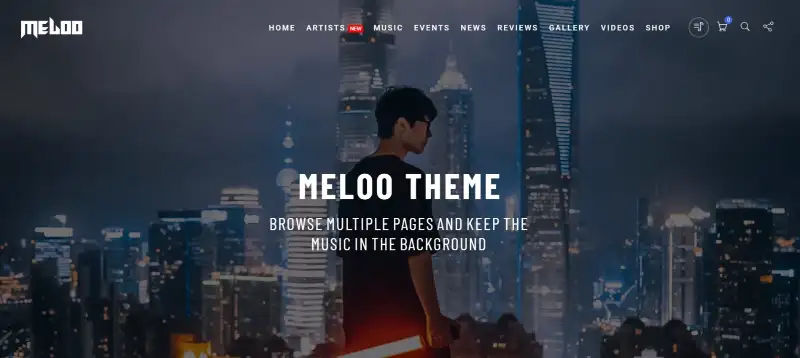 MELOO
HOME ARTISTS NEW MUSIC EVENTS NEWS REVIEWS GALLERY VIDEOS SHOP 0
MELOO THEME
BROWSE MULTIPLE PAGES AND KEEP THE
MUSIC IN THE BACKGROUND